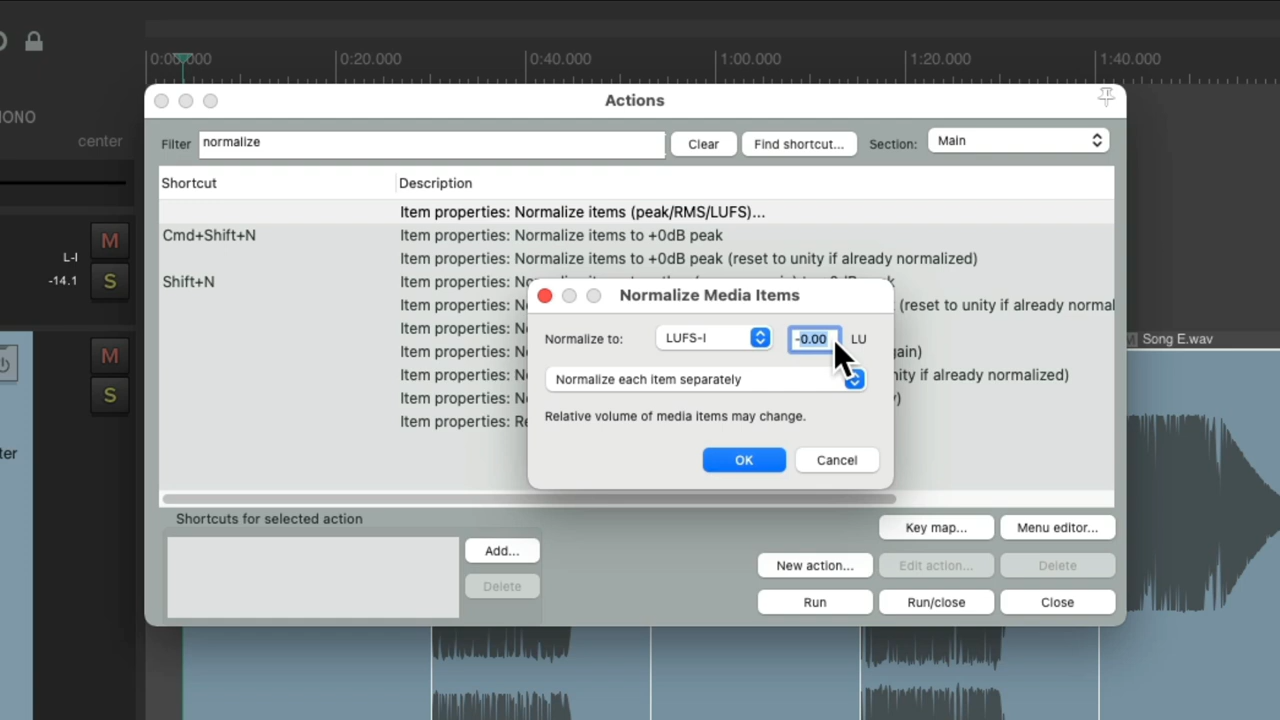 0:00.000 0:20.000 0:40.000 1:00.000 1:20.000 1:40.000
ONO
center
Actions
Filter normalize Clear Find shortcut... Section: Main
Shortcut Description
Item properties: Normalize items (peak/RMS/LUFS)...
Cmd+Shift+N Item properties: Normalize items to +0dB peak
Item properties: Normalize items to +0dB peak (reset to unity if already normalized)
Shift+N Item properties:
Item properties: (reset to unity if already normal
Item properties:
Item properties: ain)
Item properties: nity if already normalized)
Item properties:
Item properties:
Normalize Media Items
Normalize to: LUFS-I -0.00 LU
Normalize each item separately
Relative volume of media items may change.
OK Cancel
Shortcuts for selected action
Add...
Delete
Key map... Menu editor...
New action... Edit action... Delete
Run Run/close Close
L-I
-14.1
M
S
M
S
ter
Song E.wav